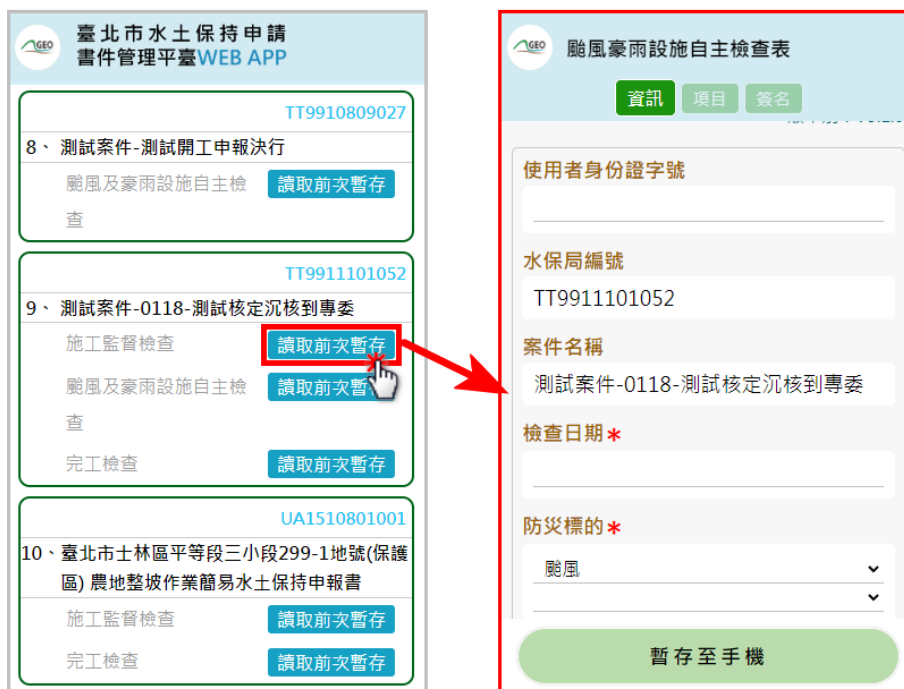 GEO
臺北市水土保持申請
書件管理平臺WEB APP
TT9910809027
8、測試案件-測試開工申報決行
颱風及豪雨設施自主檢
查
讀取前次暫存
TT9911101052
9、測試案件-0118-測試核定沉核到專委
施工監督檢查
讀取前次暫存
颱風及豪雨設施自主檢
查
讀取前次暫存
完工檢查
讀取前次暫存
UA1510801001
10、臺北市士林區平等段三小段299-1地號(保護
區) 農地整坡作業簡易水土保持申報書
施工監督檢查
讀取前次暫存
完工檢查
讀取前次暫存
GEO
颱風豪雨設施自主檢查表
資訊
項目
簽名
使用者身份證字號
水保局編號
TT9911101052
案件名稱
測試案件-0118-測試核定沉核到專委
檢查日期*
防災標的*
颱風
暫存至手機